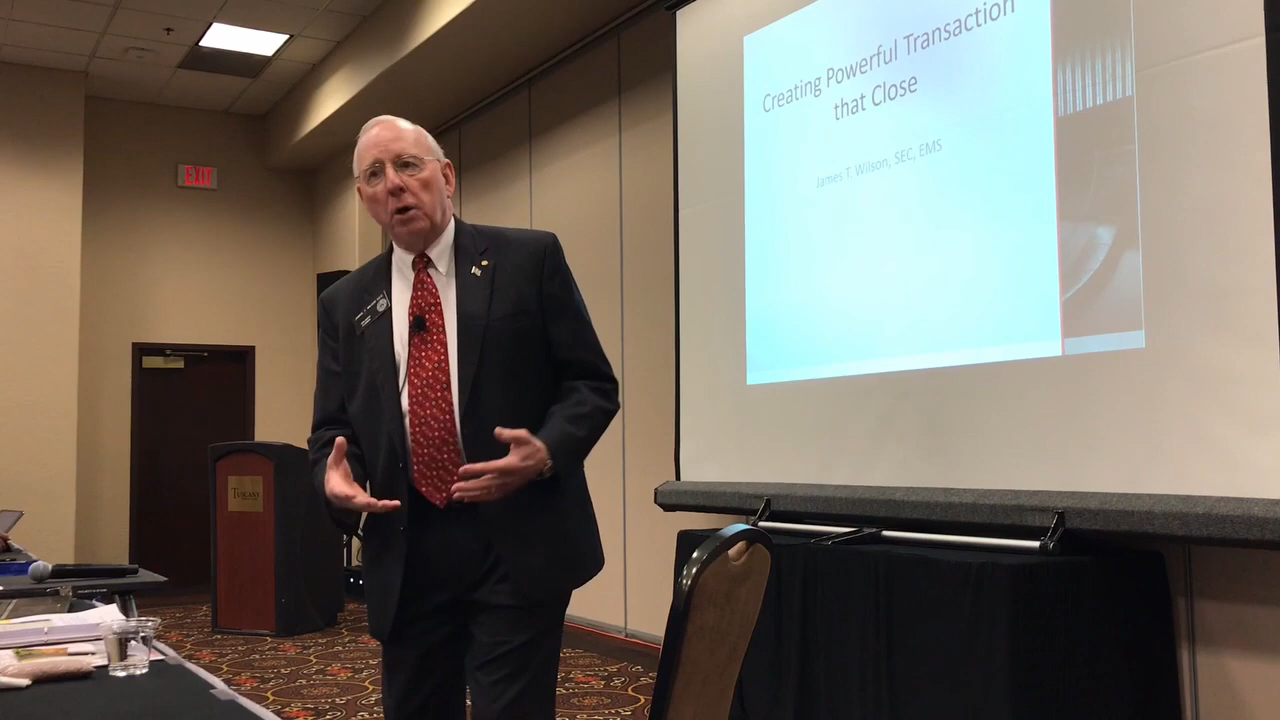 EXIT
Creating Powerful Transaction
that Close
James T. Wilson, SEC, EMS
TUSCANY